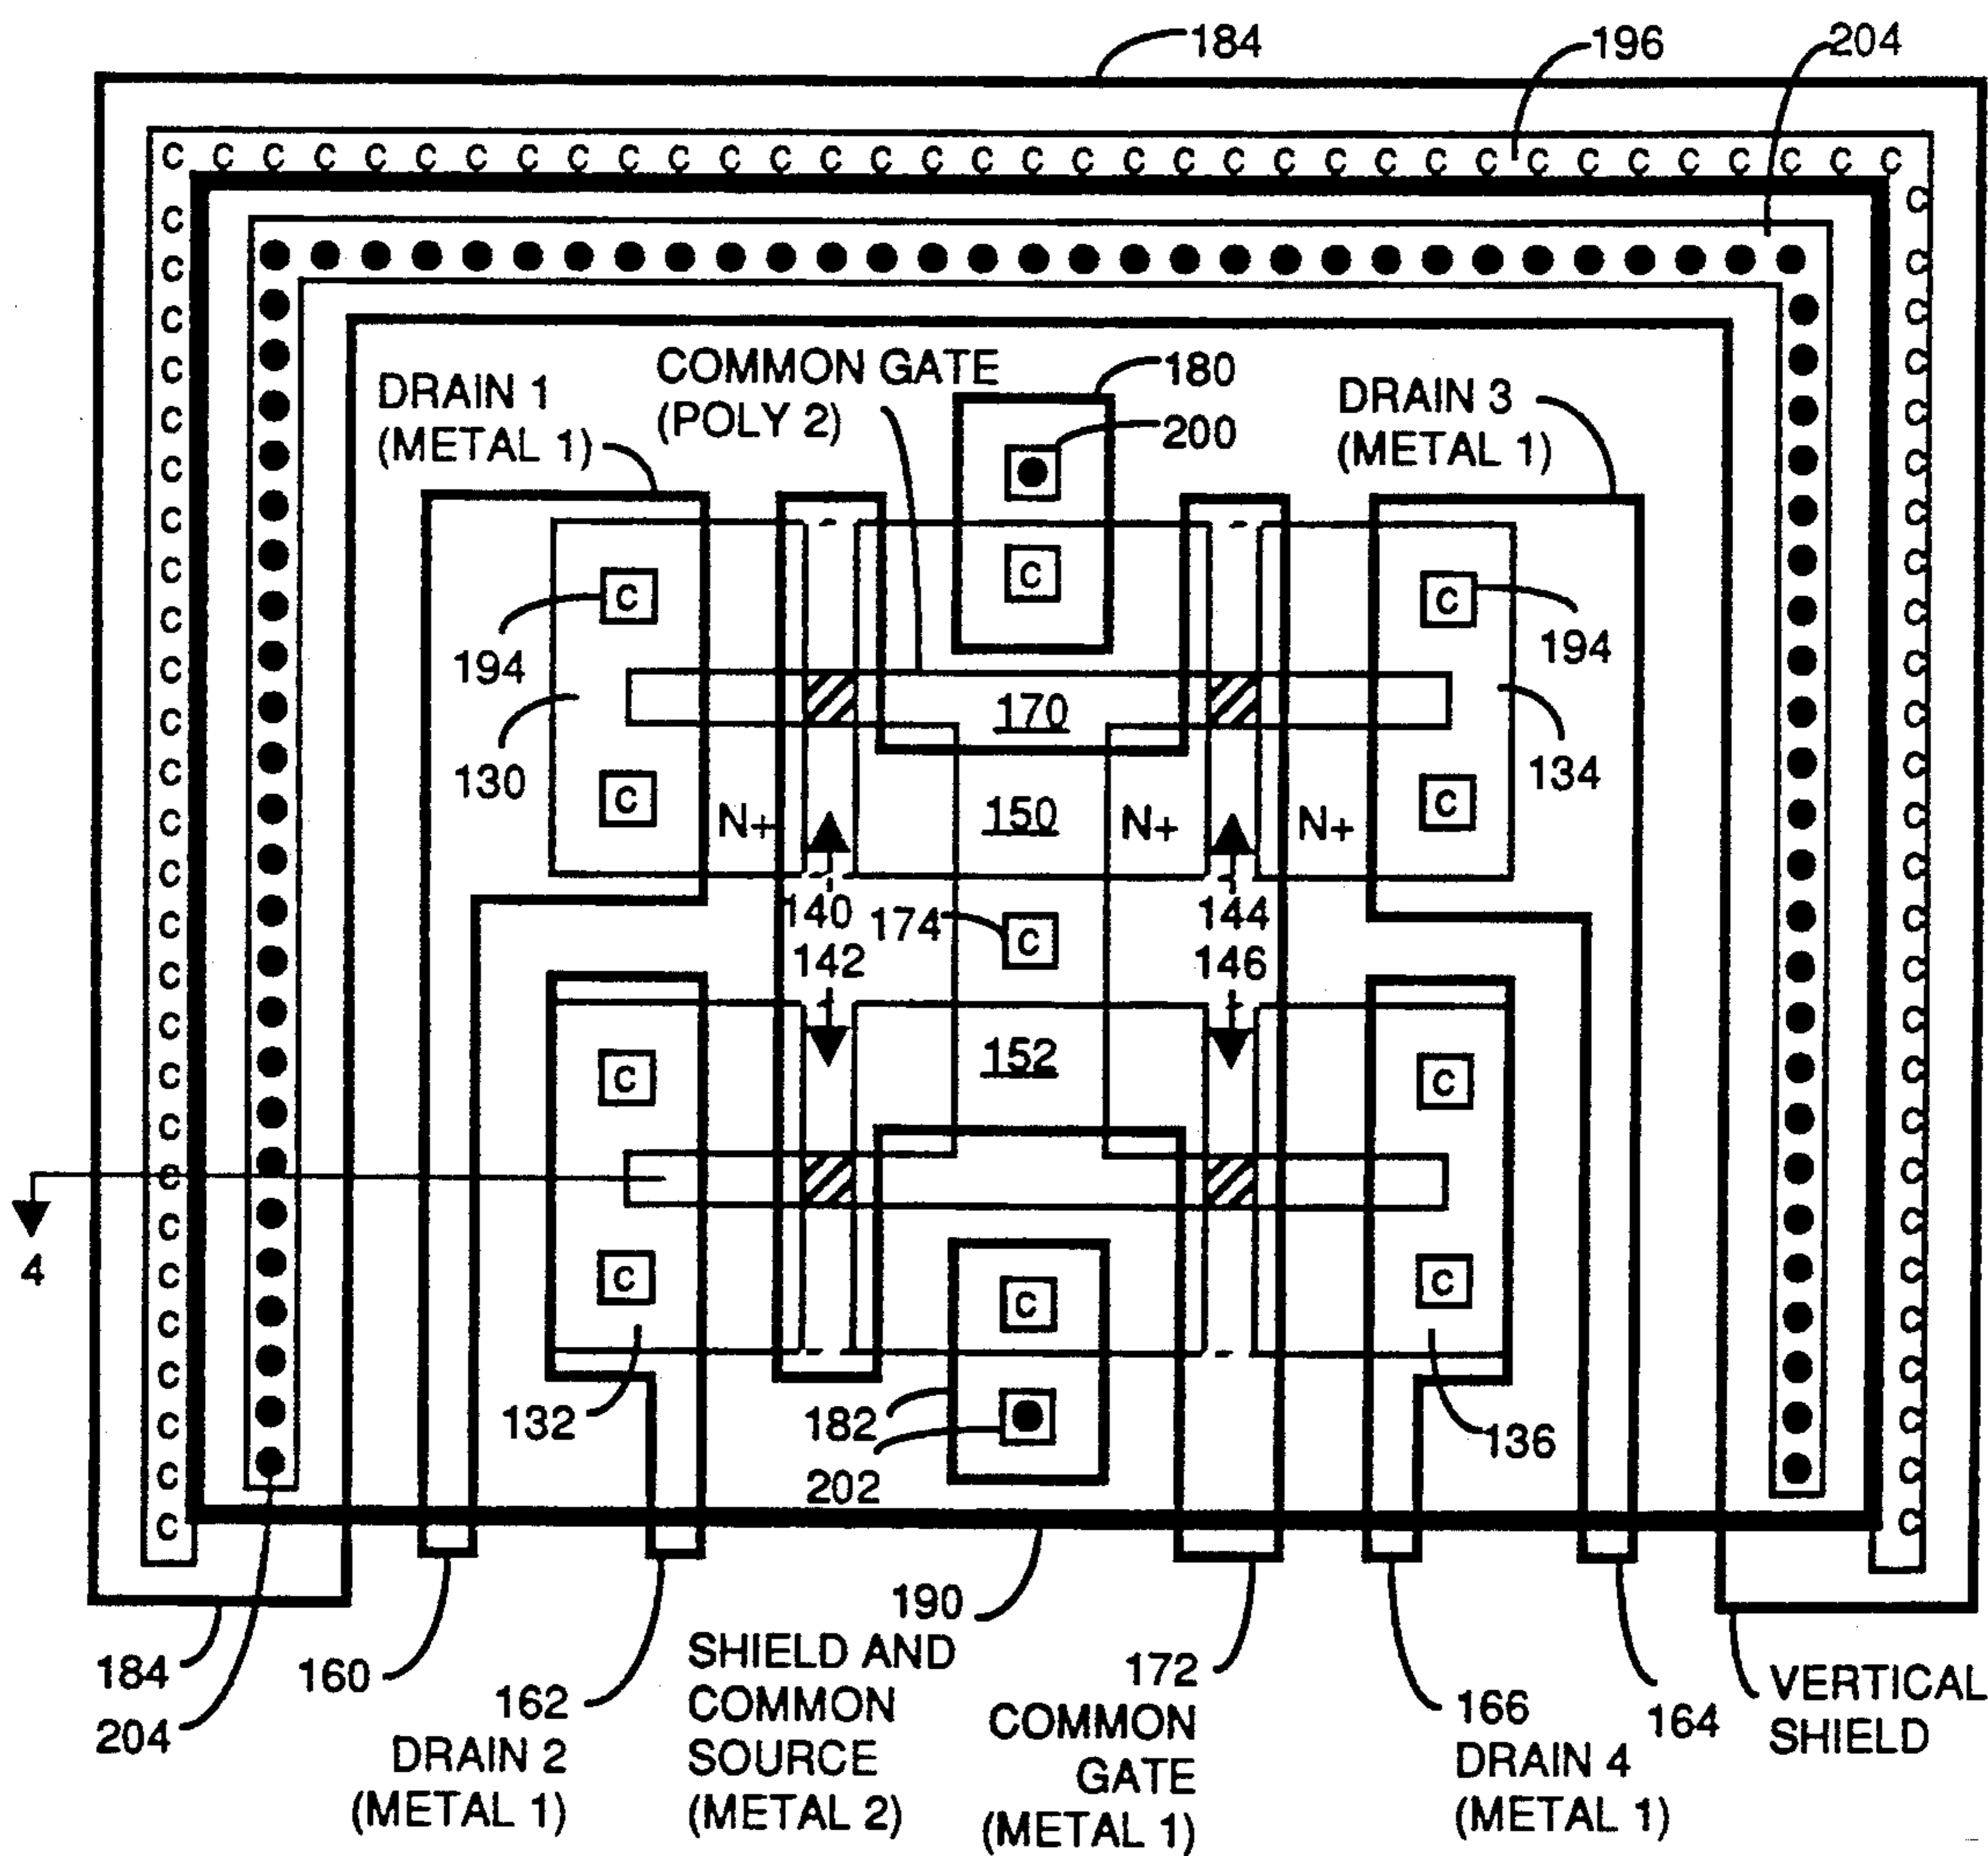 184
196
204
C C C C C C C C C C C C C C C C C C C C C C C C C C C C C C C C C C C
C C C C C C C C C C C C C C C C C C C C C C C C C C C
C C C C C C C C C C C C C C C C C C C C C C C C C C C
DRAIN 1
(METAL 1)
COMMON GATE
(POLY 2)
180
200
DRAIN 3
(METAL 1)
C
C
C
194
194
130
170
134
C
C
N+
150
N+
N+
140
174
C
144
142
146
152
C
C
4
C
C
C
132
182
202
136
190
SHIELD AND
COMMON
SOURCE
(METAL 2)
184
204
160
162
DRAIN 2
(METAL 1)
172
COMMON
GATE
(METAL 1)
166
DRAIN 4
(METAL 1)
164
VERTICAL
SHIELD